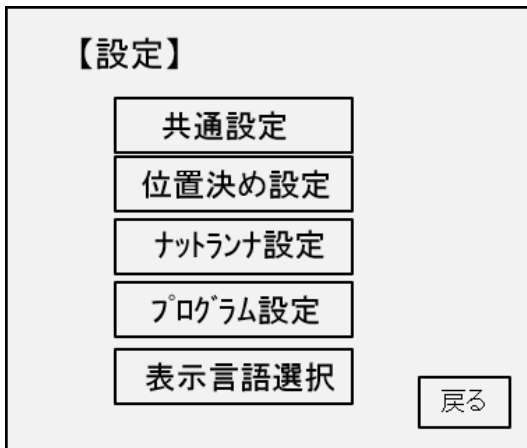 【設定】
共通設定
位置決め設定
ﾅｯﾄﾗﾝﾅ設定
ﾌﾟﾛｸﾞﾗﾑ設定
表示言語選択
戻る